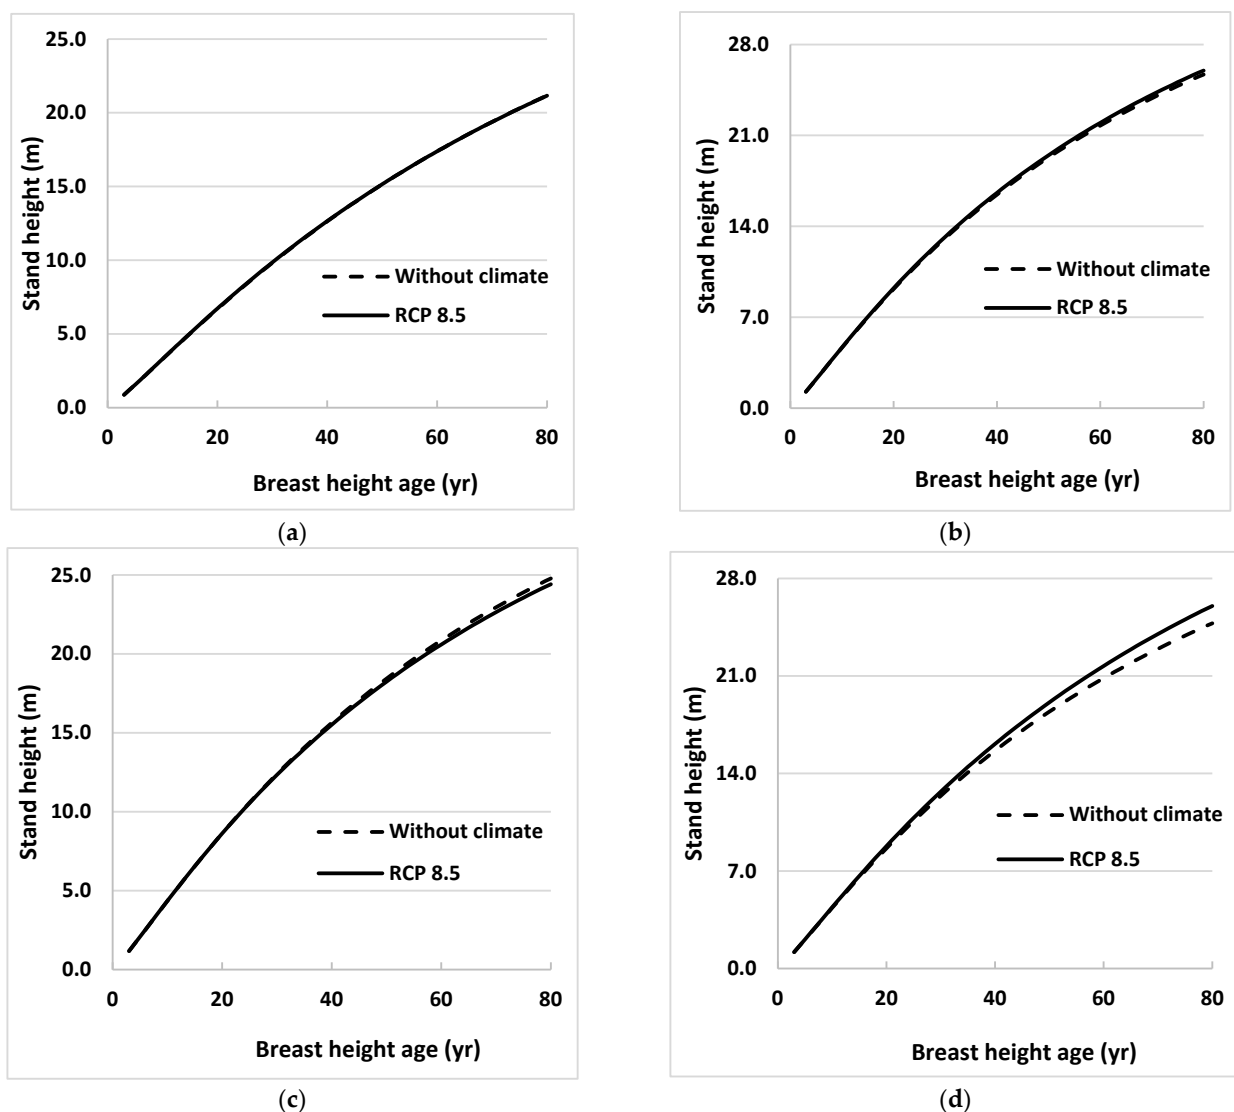 25.0
20.0
15.0
10.0
5.0
0.0
Stand height (m)
Without climate
RCP 8.5
0 20 40 60 80
Breast height age (yr)
(a)
28.0
21.0
14.0
7.0
0.0
Stand height (m)
Without climate
RCP 8.5
0 20 40 60 80
Breast height age (yr)
(b)
25.0
20.0
15.0
10.0
5.0
0.0
Stand height (m)
Without climate
RCP 8.5
0 20 40 60 80
Breast height age (yr)
(c)
28.0
21.0
14.0
7.0
0.0
Stand height (m)
Without climate
RCP 8.5
0 20 40 60 80
Breast height age (yr)
(d)